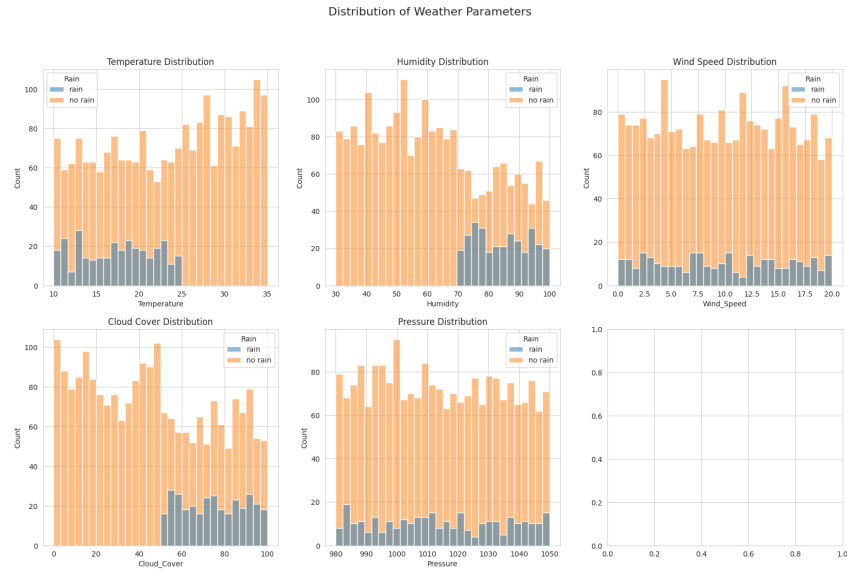 Distribution of Weather Parameters
Temperature Distribution
Count
100
80
60
40
20
0
Rain
rain
no rain
10 15 20 25 30 35
Temperature
Humidity Distribution
Count
100
80
60
40
20
0
Rain
rain
no rain
30 40 50 60 70 80 90 100
Humidity
Wind Speed Distribution
Count
80
60
40
20
0
Rain
rain
no rain
0.0 2.5 5.0 7.5 10.0 12.5 15.0 17.5 20.0
Wind_Speed
Cloud Cover Distribution
Count
100
80
60
40
20
0
Rain
rain
no rain
0 20 40 60 80 100
Cloud_Cover
Pressure Distribution
Count
100
80
60
40
20
0
Rain
rain
no rain
980 990 1000 1010 1020 1030 1040 1050
Pressure
1.0
0.8
0.6
0.4
0.2
0.0
0.0 0.2 0.4 0.6 0.8 1.0